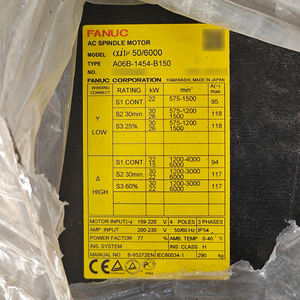 FANUC
AC SPINDLE MOTOR
MODEL αiIP 50/6000
TYPE A06B-1454-B150
NO.
FANUC CORPORATION YAMANASHI, MADE IN JAPAN
WINDING CONNECT. RATING kW min⁻¹ A(~)
Y LOW
S1 CONT 22 575-1500 95
S2 30min. 30 26 575-1200 1500 118
S3 25% 30 26 575-1200 1500 118
Δ HIGH
S1 CONT 22 1200-4000 6000 94
S2 30min. 30 1200-3000 6000 117
S3 60% 30 1200-3000 6000 117
MOTOR INPUT(~) 159-220 V 4 POLES 3 PHASES
AMP. INPUT 200-230 V 50/60 Hz IP54
POWER FACTOR 77 % AMB. TEMP. 0-40 °C
INS. SYSTEM INS. CLASS H
MANUAL NO. B-65272EN IEC60034-1 290 kg
CE